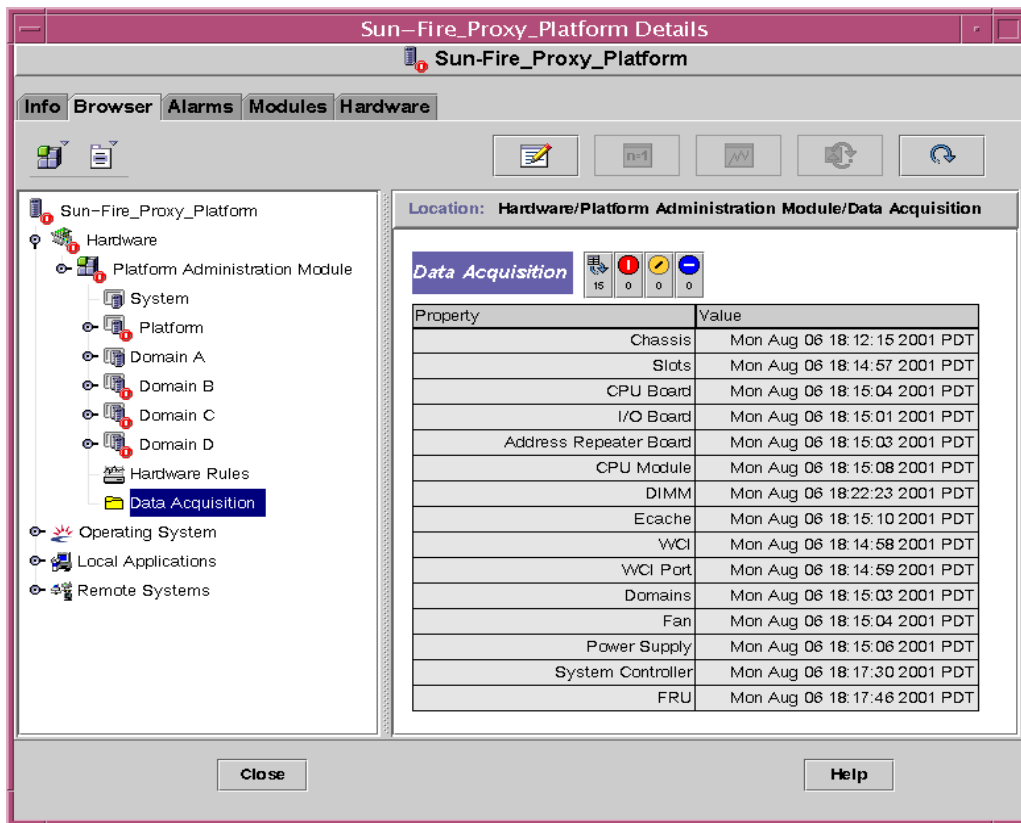 Sun–Fire_Proxy_Platform Details
Sun-Fire_Proxy_Platform
Info Browser Alarms Modules Hardware
n=1
Sun–Fire_Proxy_Platform
Hardware
Platform Administration Module
System
Platform
Domain A
Domain B
Domain C
Domain D
Hardware Rules
Data Acquisition
Operating System
Local Applications
Remote Systems
Location: Hardware/Platform Administration Module/Data Acquisition
Data Acquisition 15 0 0 0
Property Value
Chassis Mon Aug 06 18:12:15 2001 PDT
Slots Mon Aug 06 18:14:57 2001 PDT
CPU Board Mon Aug 06 18:15:04 2001 PDT
I/O Board Mon Aug 06 18:15:01 2001 PDT
Address Repeater Board Mon Aug 06 18:15:03 2001 PDT
CPU Module Mon Aug 06 18:15:08 2001 PDT
DIMM Mon Aug 06 18:22:23 2001 PDT
Ecache Mon Aug 06 18:15:10 2001 PDT
WCI Mon Aug 06 18:14:58 2001 PDT
WCI Port Mon Aug 06 18:14:59 2001 PDT
Domains Mon Aug 06 18:15:03 2001 PDT
Fan Mon Aug 06 18:15:04 2001 PDT
Power Supply Mon Aug 06 18:15:06 2001 PDT
System Controller Mon Aug 06 18:17:30 2001 PDT
FRU Mon Aug 06 18:17:46 2001 PDT
Close Help